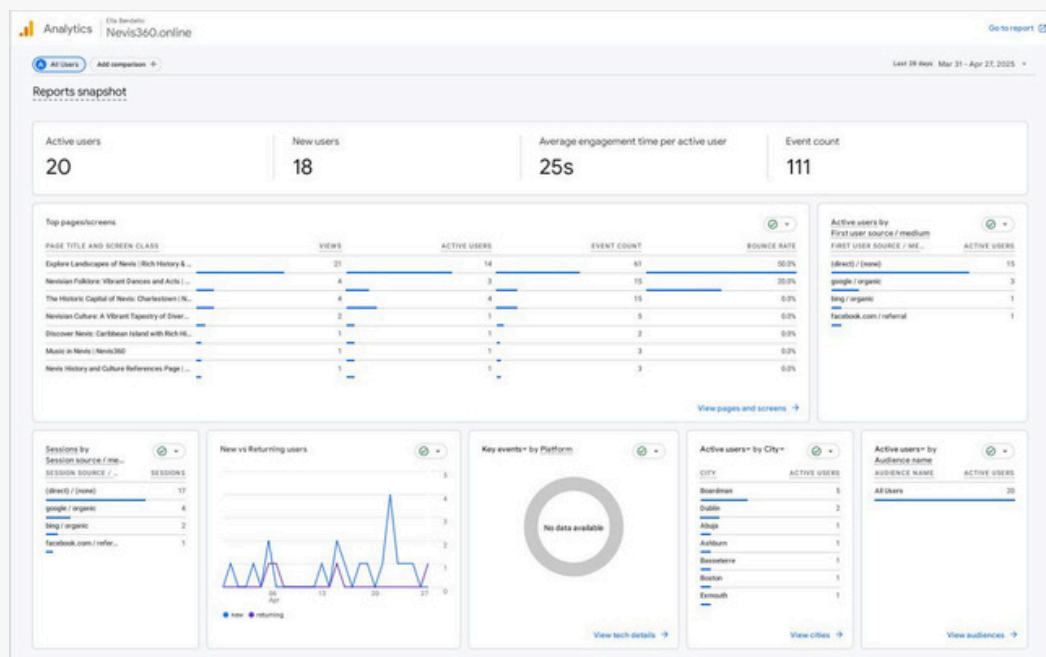 Analytics
Ella Bendello
Nevis360.online
Go to report
All Users
Add comparison +
Last 28 days Mar 31 - Apr 27, 2025
Reports snapshot
Active users
20
New users
18
Average engagement time per active user
25s
Event count
111
Top pages/screens
PAGE TITLE AND SCREEN CLASS VIEWS ACTIVE USERS EVENT COUNT BOUNCE RATE
Explore Landscapes of Nevis | Rich History & ... 21 14 61 50.0%
Nevisian Folklore: Vibrant Dances and Acts | ... 4 3 15 20.0%
The Historic Capital of Nevis: Charlestown | N... 4 4 15 0.0%
Nevisian Culture: A Vibrant Tapestry of Diver... 2 1 5 0.0%
Discover Nevis: Caribbean Island with Rich Hi... 1 1 2 0.0%
Music in Nevis | Nevis360 1 1 3 0.0%
Nevis History and Culture References Page | ... 1 1 3 0.0%
View pages and screens
Active users by
First user source / medium
FIRST USER SOURCE / ME... ACTIVE USERS
(direct) / (none) 15
google / organic 3
bing / organic 1
facebook.com / referral 1
Sessions by
Session source / me...
SESSION SOURCE / ... SESSIONS
(direct) / (none) 17
google / organic 4
bing / organic 2
facebook.com / refer... 1
New vs Returning users
5
4
3
2
1
0
06 13 20 27
Apr
new returning
Key events by Platform
No data available
View tech details
Active users by City
CITY ACTIVE USERS
Boardman 5
Dublin 2
Abuja 1
Ashburn 1
Basseterre 1
Boston 1
Exmouth 1
View cities
Active users by
Audience name
AUDIENCE NAME ACTIVE USERS
All Users 20
View audiences